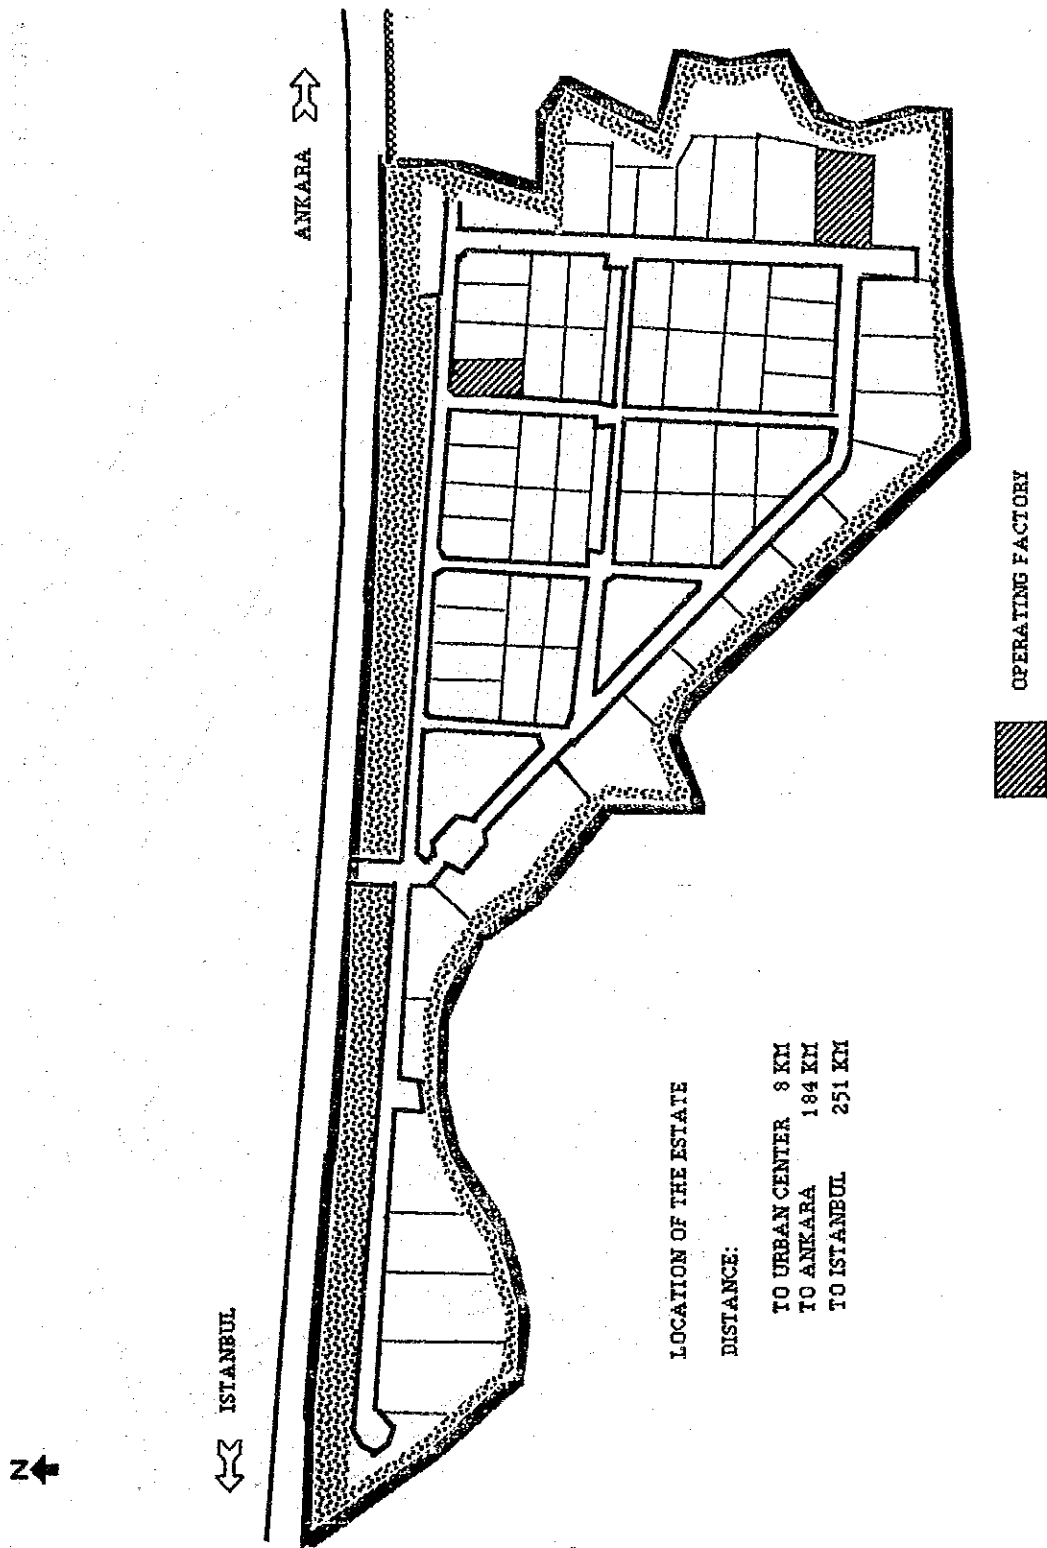 N
ISTANBUL
ANKARA
LOCATION OF THE ESTATE
DISTANCE:
TO URBAN CENTER 8 KM
TO ANKARA 184 KM
TO ISTANBUL 251 KM
OPERATING FACTORY